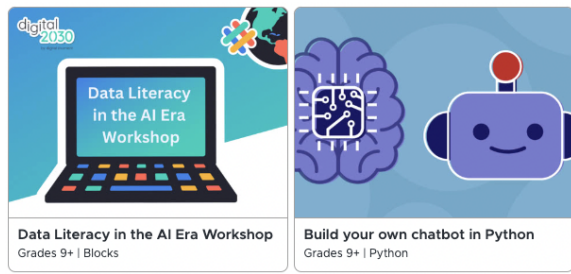 digital
2030
Data Literacy
in the AI Era
Workshop
Data Literacy in the AI Era Workshop
Grades 9+ | Blocks
Build your own chatbot in Python
Grades 9+ | Python